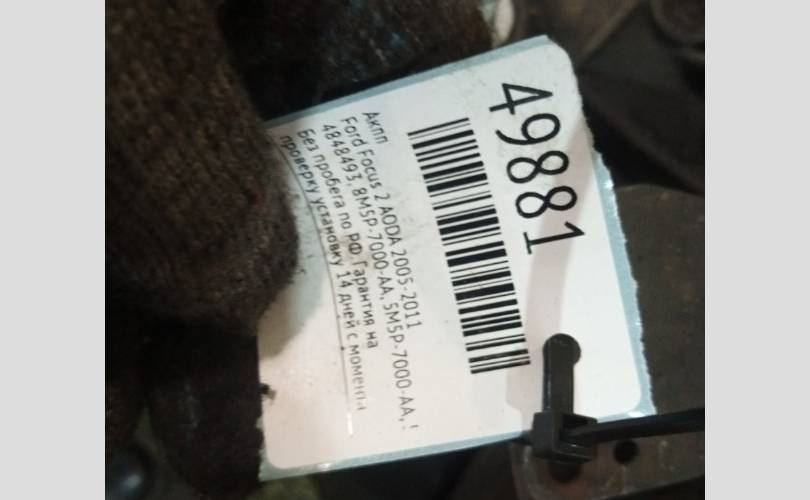 49881
АКПП
Ford Focus 2 AODA 2005-2011
4848493, 8M5P-7000-AA, 5M5P-7000-AA,
Без пробега по РФ. Гарантия на
проверку установку 14 дней с момента